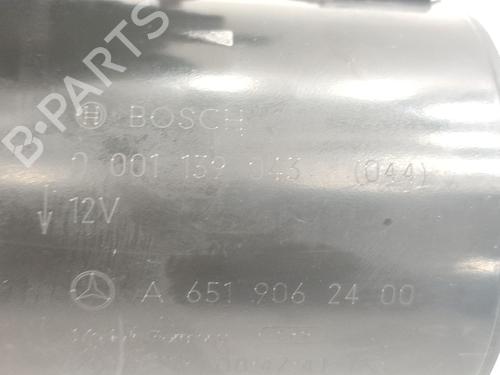 B-PARTS
BOSCH
0 001 139 043 (044)
12V
A 651 906 24 00